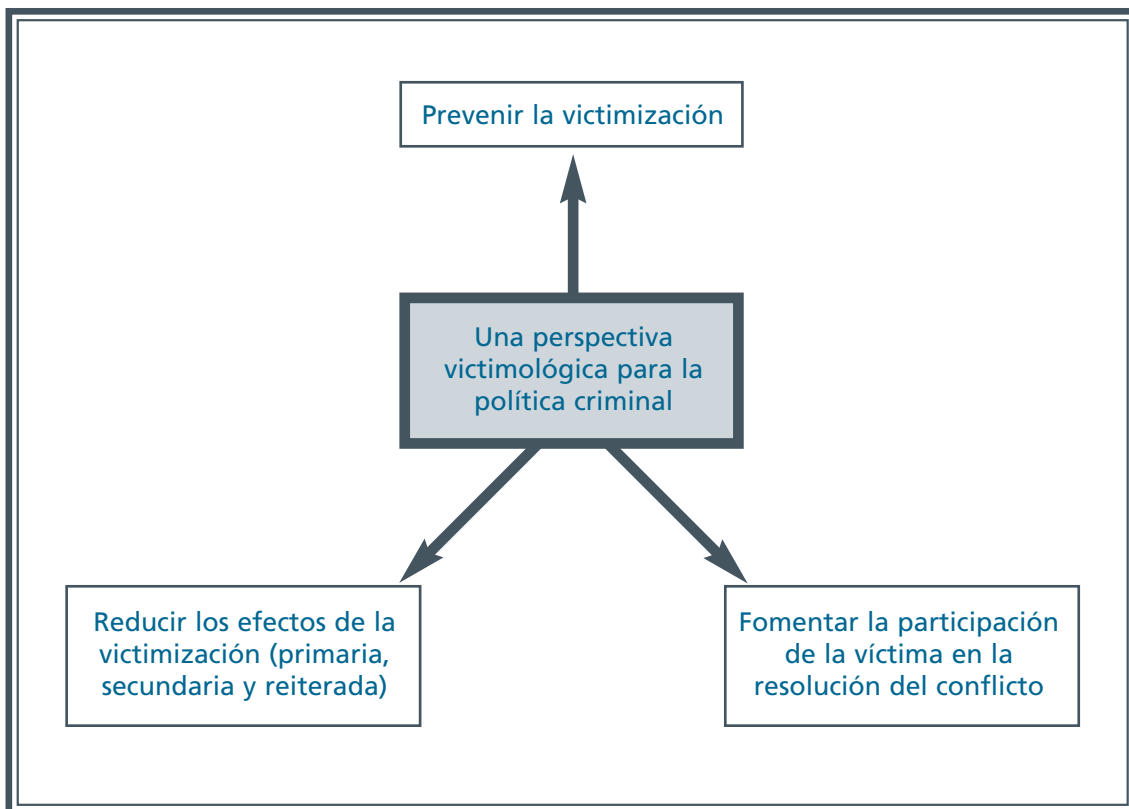 Prevenir la victimización
Una perspectiva
victimológica para la
política criminal
Reducir los efectos de la
victimización (primaria,
secundaria y reiterada)
Fomentar la participación
de la víctima en la
resolución del conflicto